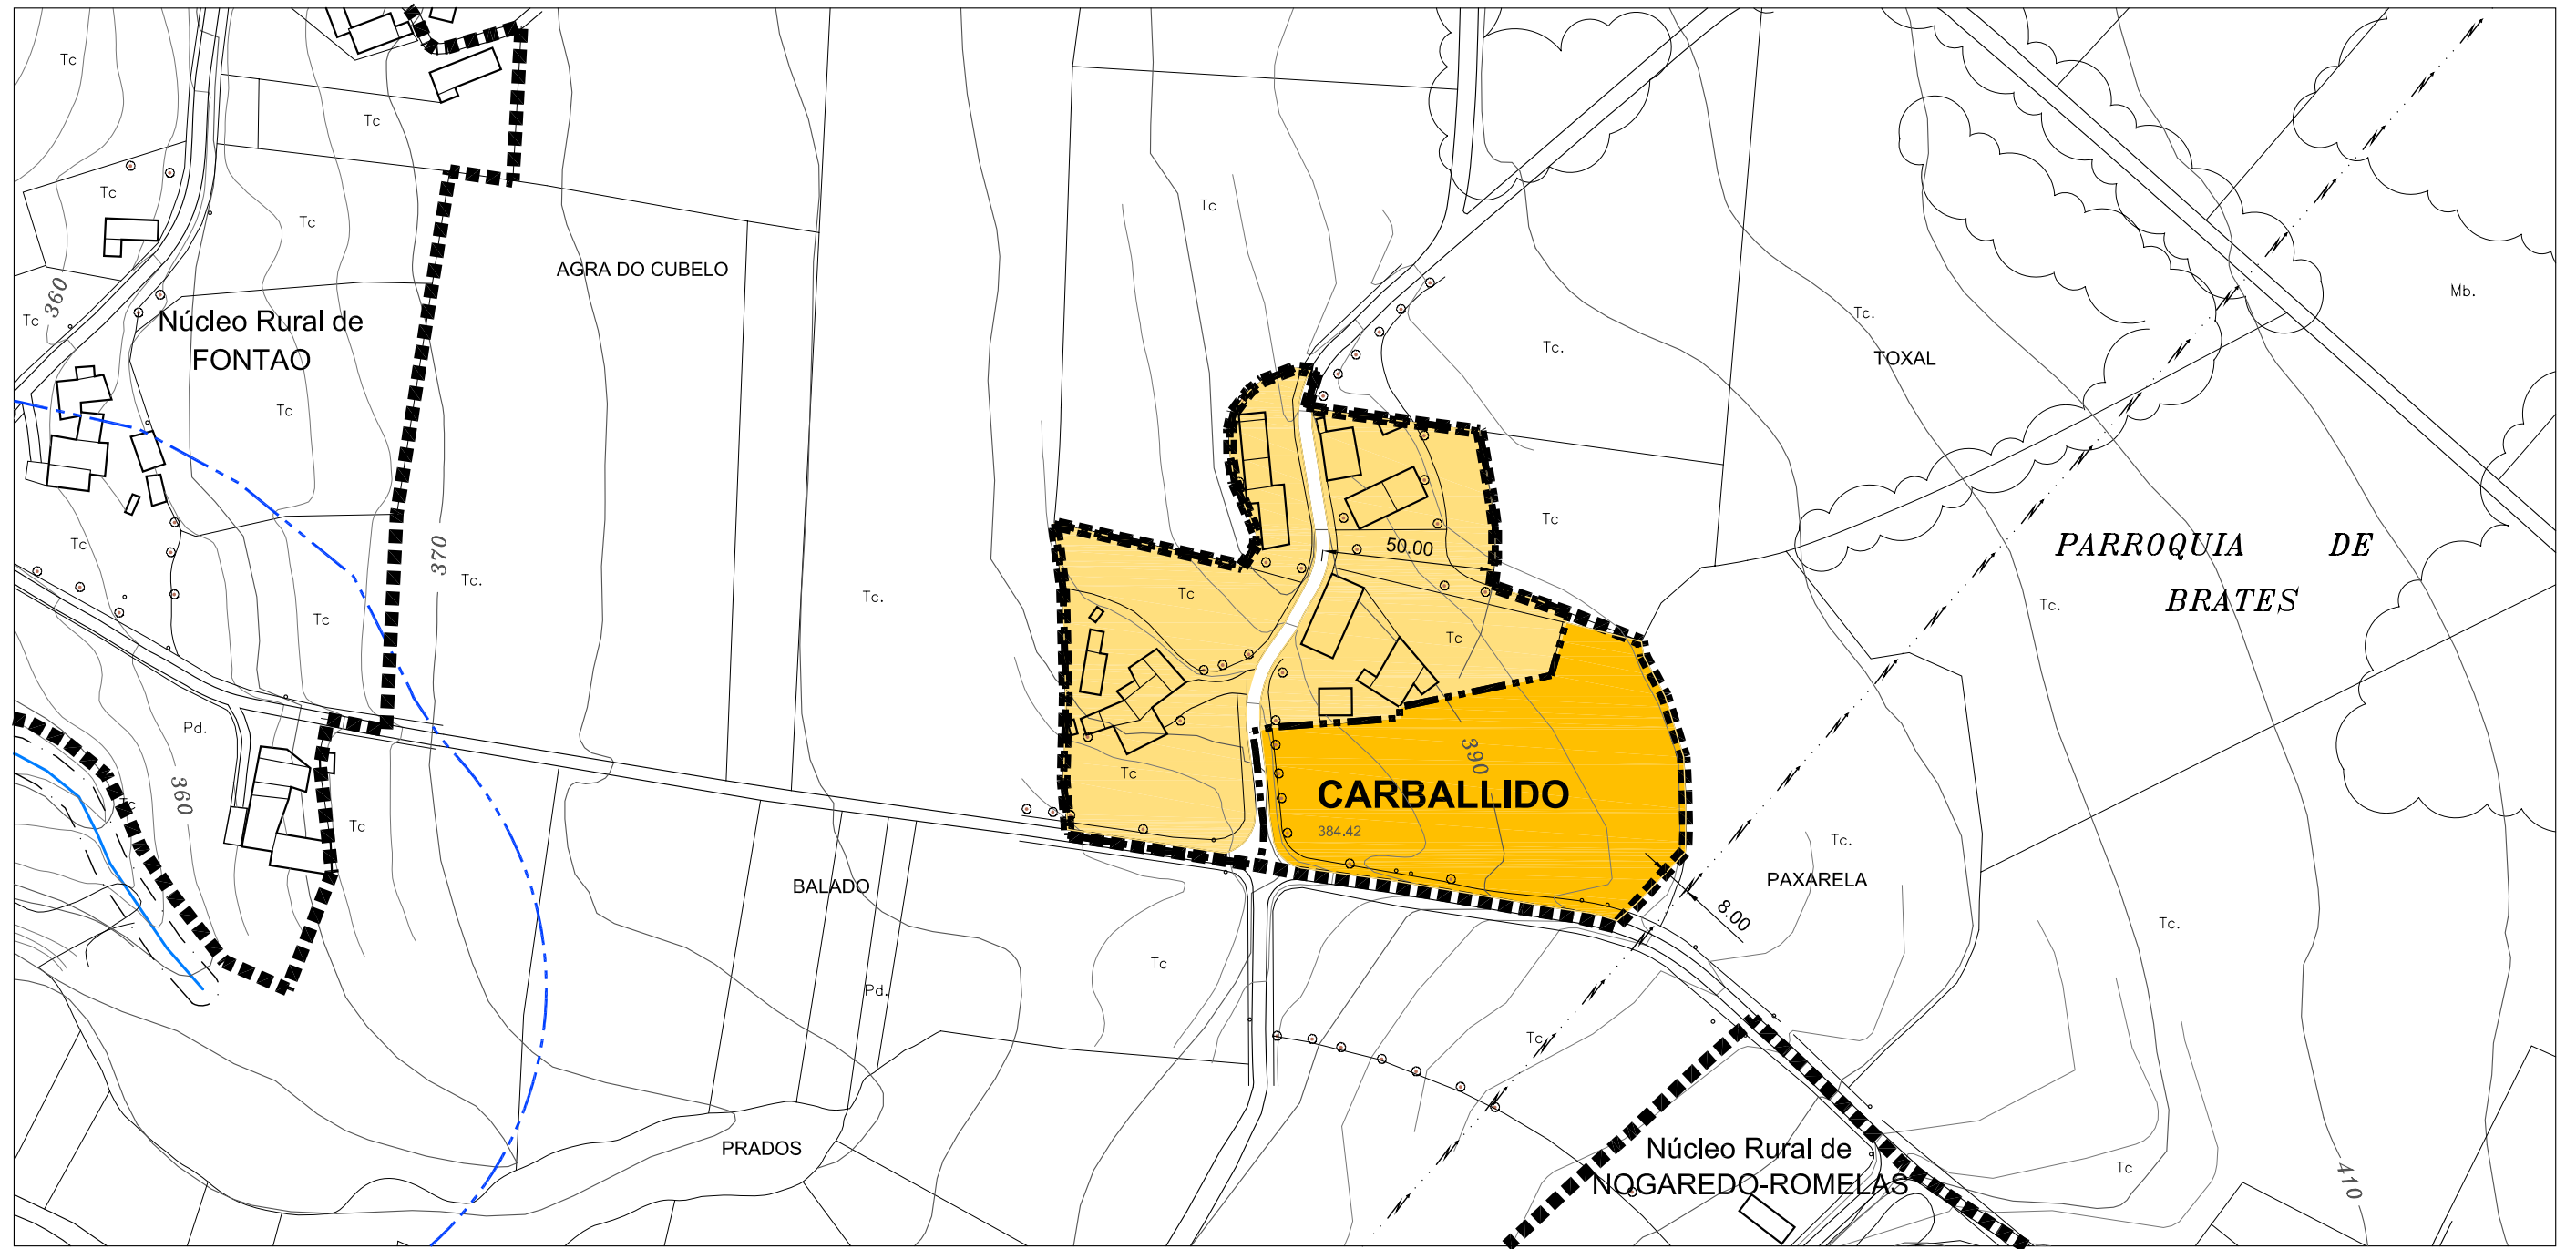 Tc
Tc
Tc
Tc
Tc
AGRA DO CUBELO
Mb.
360
Tc
Tc.
Núcleo Rural de
FONTAO
Tc.
TOXAL
Tc
Tc
50.00
Tc
370
PARROQUIA DE
Tc.
Tc
Tc.
BRATES
Tc.
Tc
Tc
Pd.
390
Tc
360
CARBALLIDO
Tc
Tc
384.42
Tc.
BALADO
PAXARELA
8.00
Tc.
Tc
Pd.
Tc
PRADOS
Núcleo Rural de
NOGAREDO-ROMELAS
Tc
410